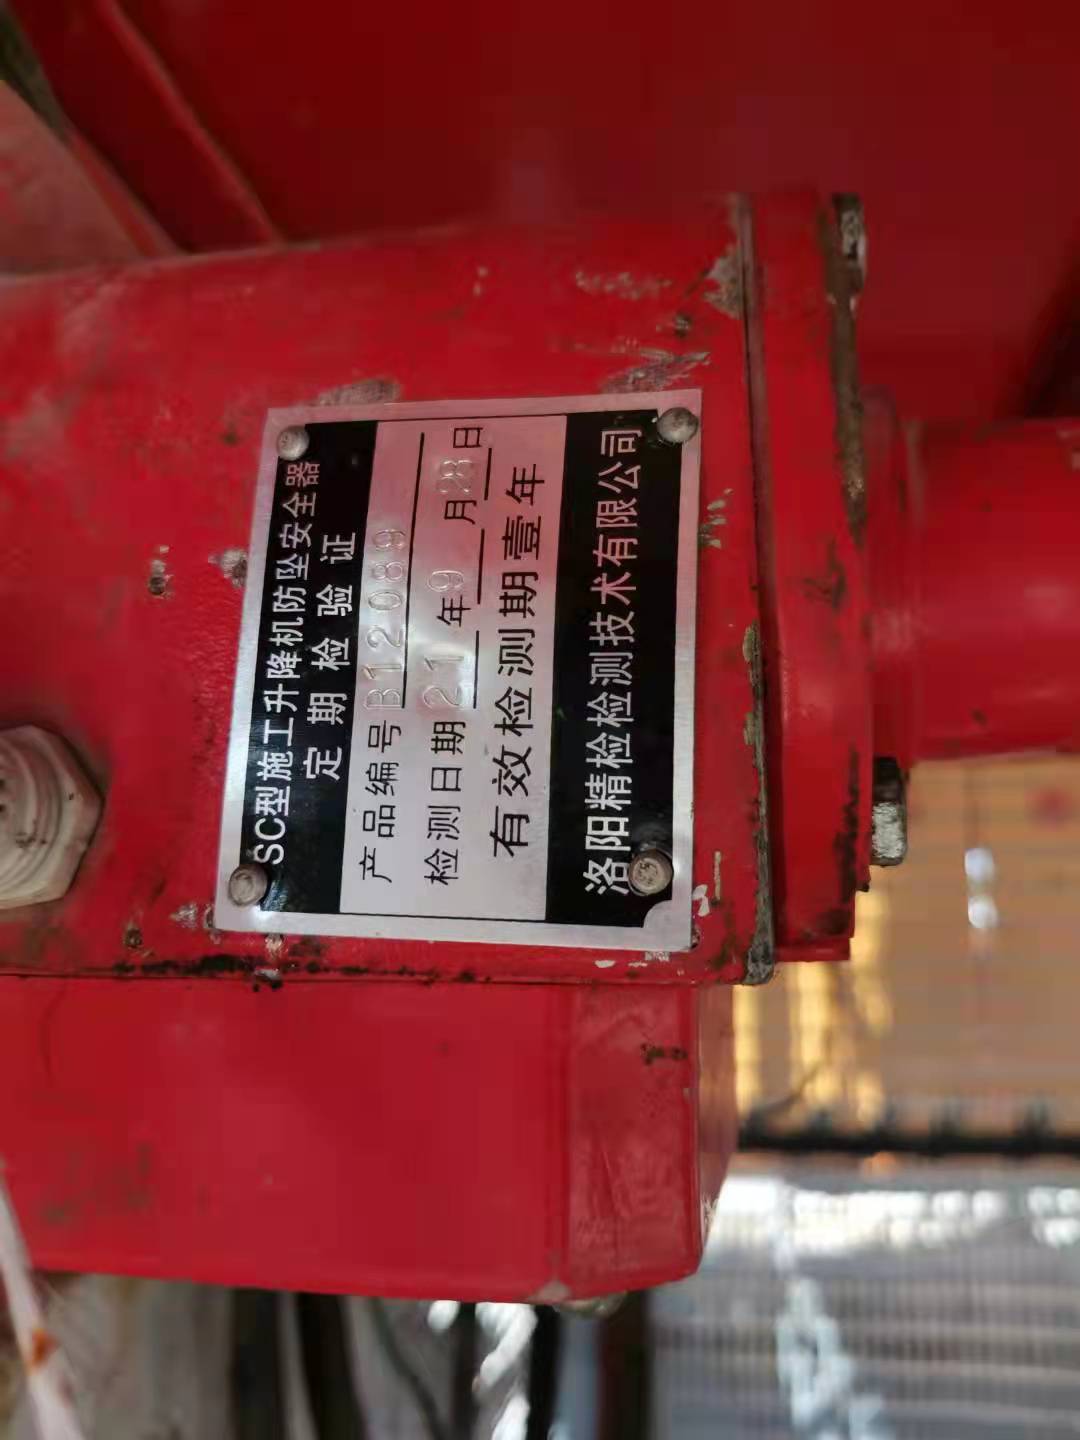 SC型施工升降机防坠安全器
定期检验证
产品编号B12089
检测日期21年9月28日
有效检测期壹年
洛阳精检检测技术有限公司